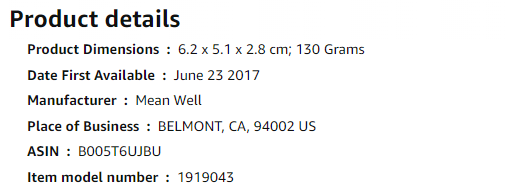 Product details
Product Dimensions : 6.2 x 5.1 x 2.8 cm; 130 Grams
Date First Available : June 23 2017
Manufacturer : Mean Well
Place of Business : BELMONT, CA, 94002 US
ASIN : B005T6UJBU
Item model number : 1919043